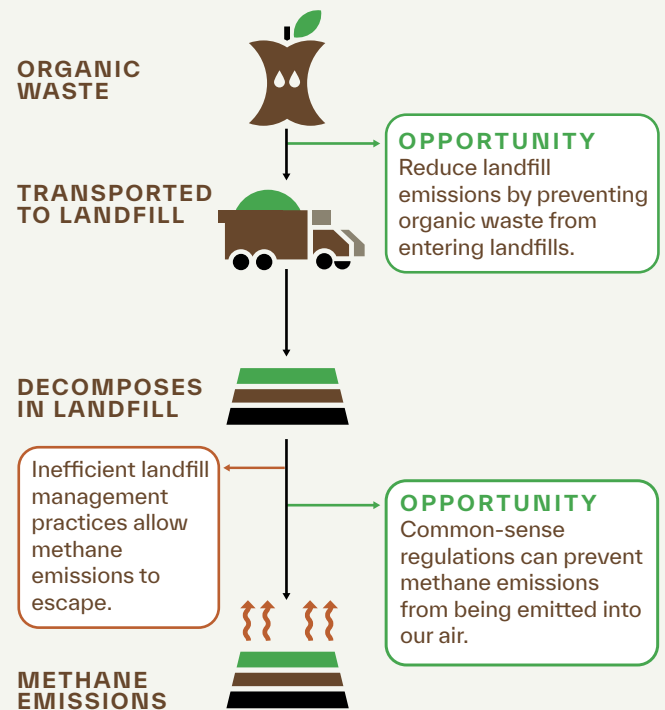 ORGANIC
WASTE
OPPORTUNITY
Reduce landfill
emissions by preventing
organic waste from
entering landfills.
TRANSPORTED
TO LANDFILL
DECOMPOSES
IN LANDFILL
Inefficient landfill
management
practices allow
methane
emissions to
escape.
OPPORTUNITY
Common-sense
regulations can prevent
methane emissions
from being emitted into
our air.
METHANE
EMISSIONS